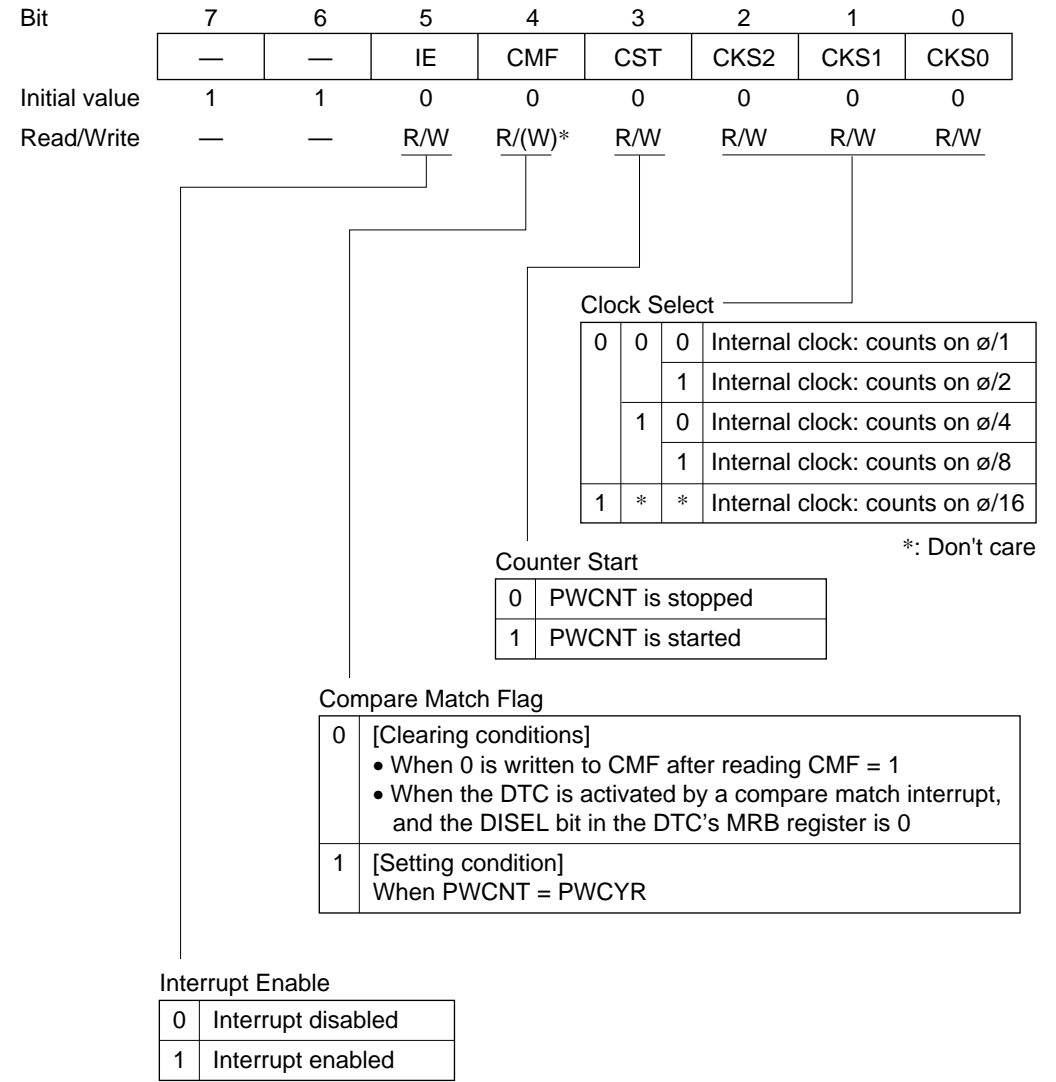 Bit 7 6 5 4 3 2 1 0
— — IE CMF CST CKS2 CKS1 CKS0
Initial value 1 1 0 0 0 0 0 0
Read/Write — — R/W R/(W)* R/W R/W R/W R/W
Clock Select
0 0 0 Internal clock: counts on ø/1
1 Internal clock: counts on ø/2
1 0 Internal clock: counts on ø/4
1 Internal clock: counts on ø/8
1 * * Internal clock: counts on ø/16
*: Don't care
Counter Start
0 PWCNT is stopped
1 PWCNT is started
Compare Match Flag
0 [Clearing conditions]
• When 0 is written to CMF after reading CMF = 1
• When the DTC is activated by a compare match interrupt,
and the DISEL bit in the DTC's MRB register is 0
1 [Setting condition]
When PWCNT = PWCYR
Interrupt Enable
0 Interrupt disabled
1 Interrupt enabled